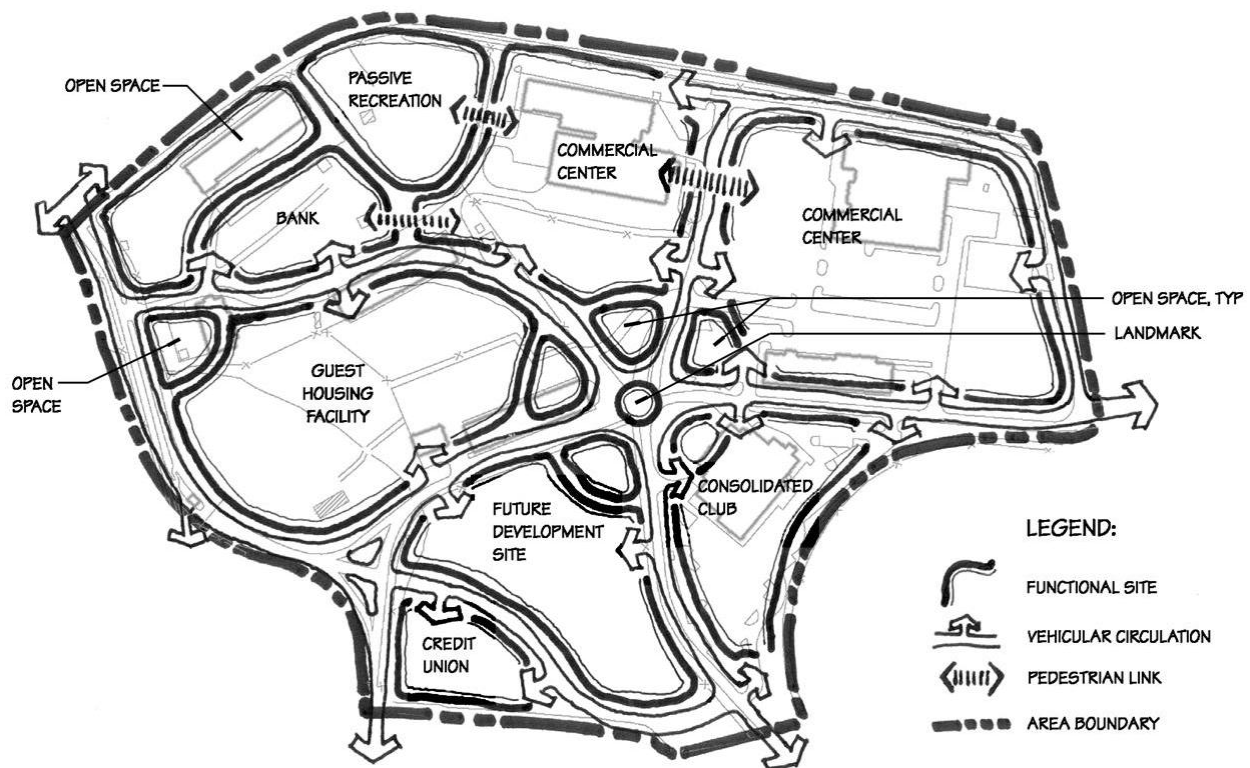 OPEN SPACE
PASSIVE
RECREATION
COMMERCIAL
CENTER
BANK
COMMERCIAL
CENTER
OPEN SPACE, TYP
LANDMARK
OPEN
SPACE
GUEST
HOUSING
FACILITY
FUTURE
DEVELOPMENT
SITE
CONSOLIDATED
CLUB
CREDIT
UNION
LEGEND:
FUNCTIONAL SITE
VEHICULAR CIRCULATION
PEDESTRIAN LINK
AREA BOUNDARY